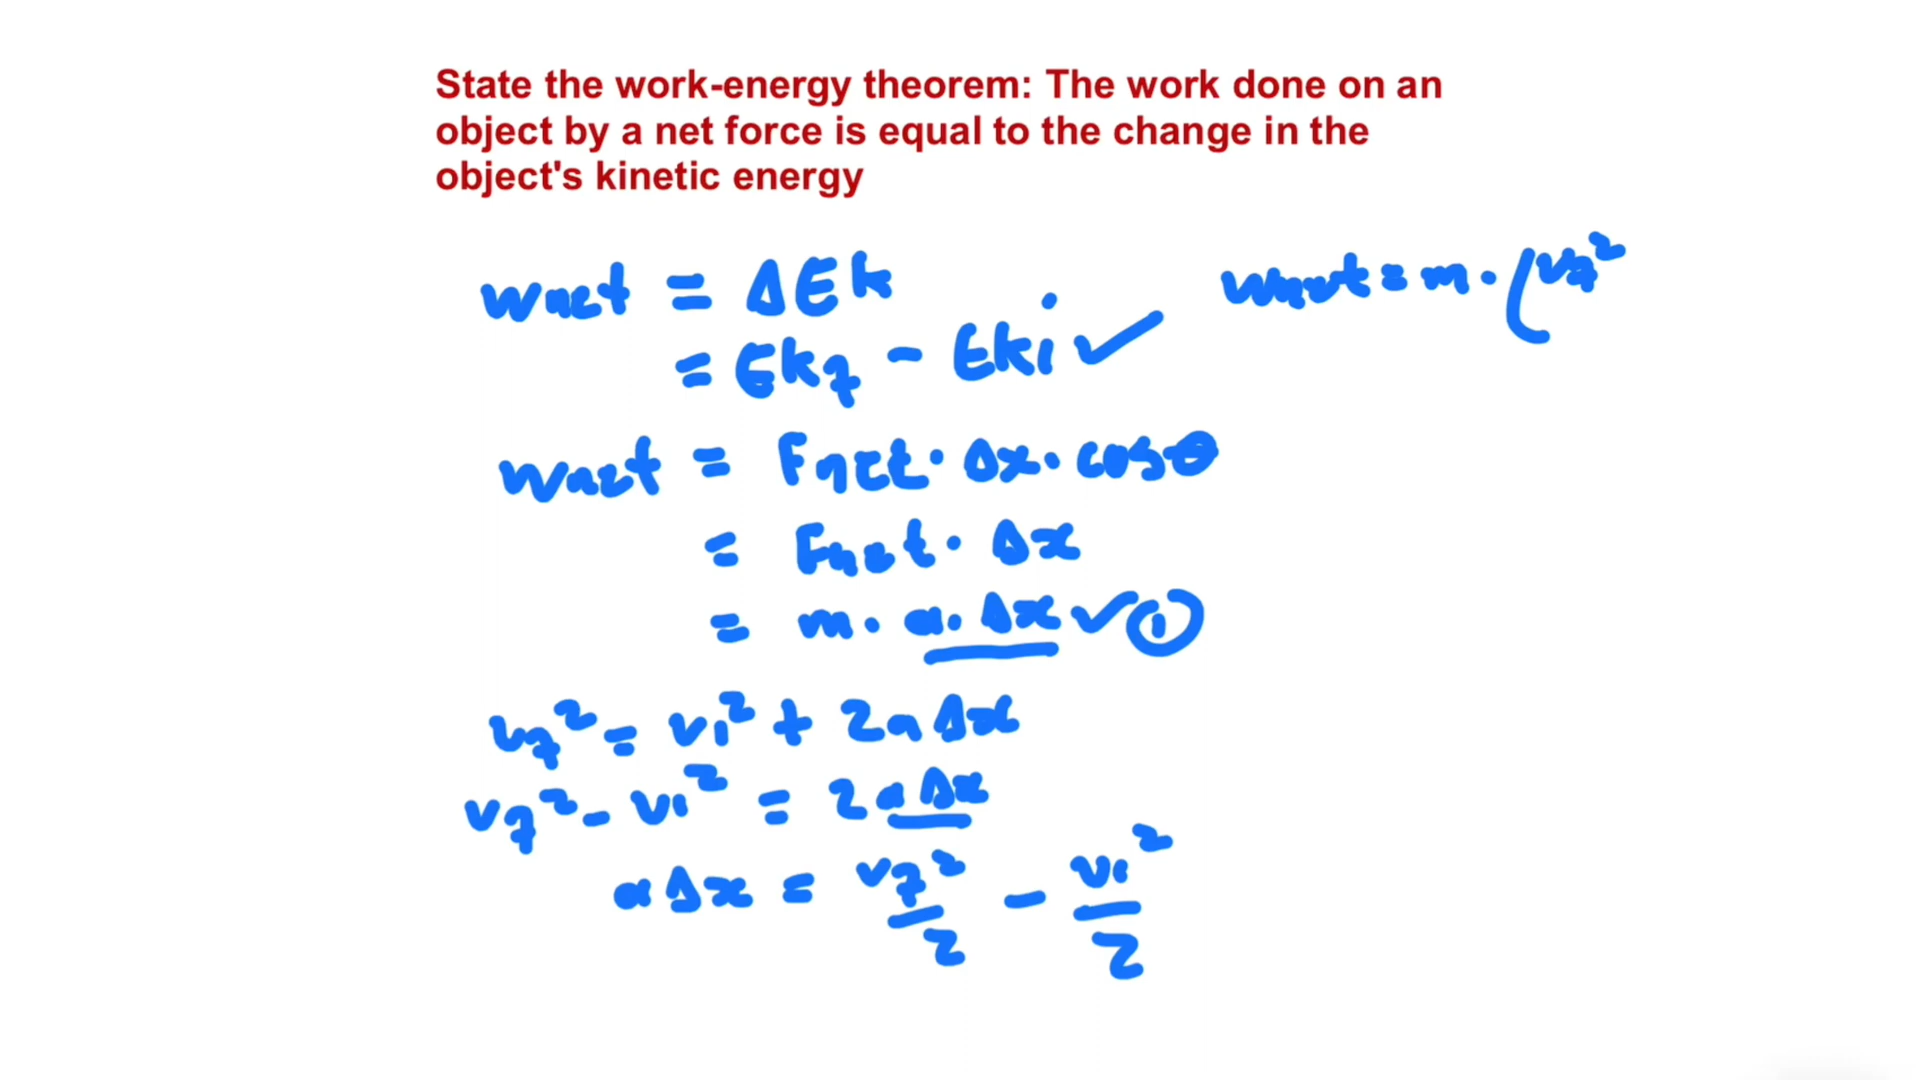 State the work-energy theorem: The work done on an
object by a net force is equal to the change in the
object's kinetic energy
Wnet = ΔEk
= Ekf - Eki ✓
Wnet = Fnet · Δx · cosθ
= Fnet · Δx
= m · a · Δx ✓ ①
vf² = vi² + 2aΔx
vf² - vi² = 2aΔx
aΔx = vf²/2 - vi²/2
Wnet = m · (vf²